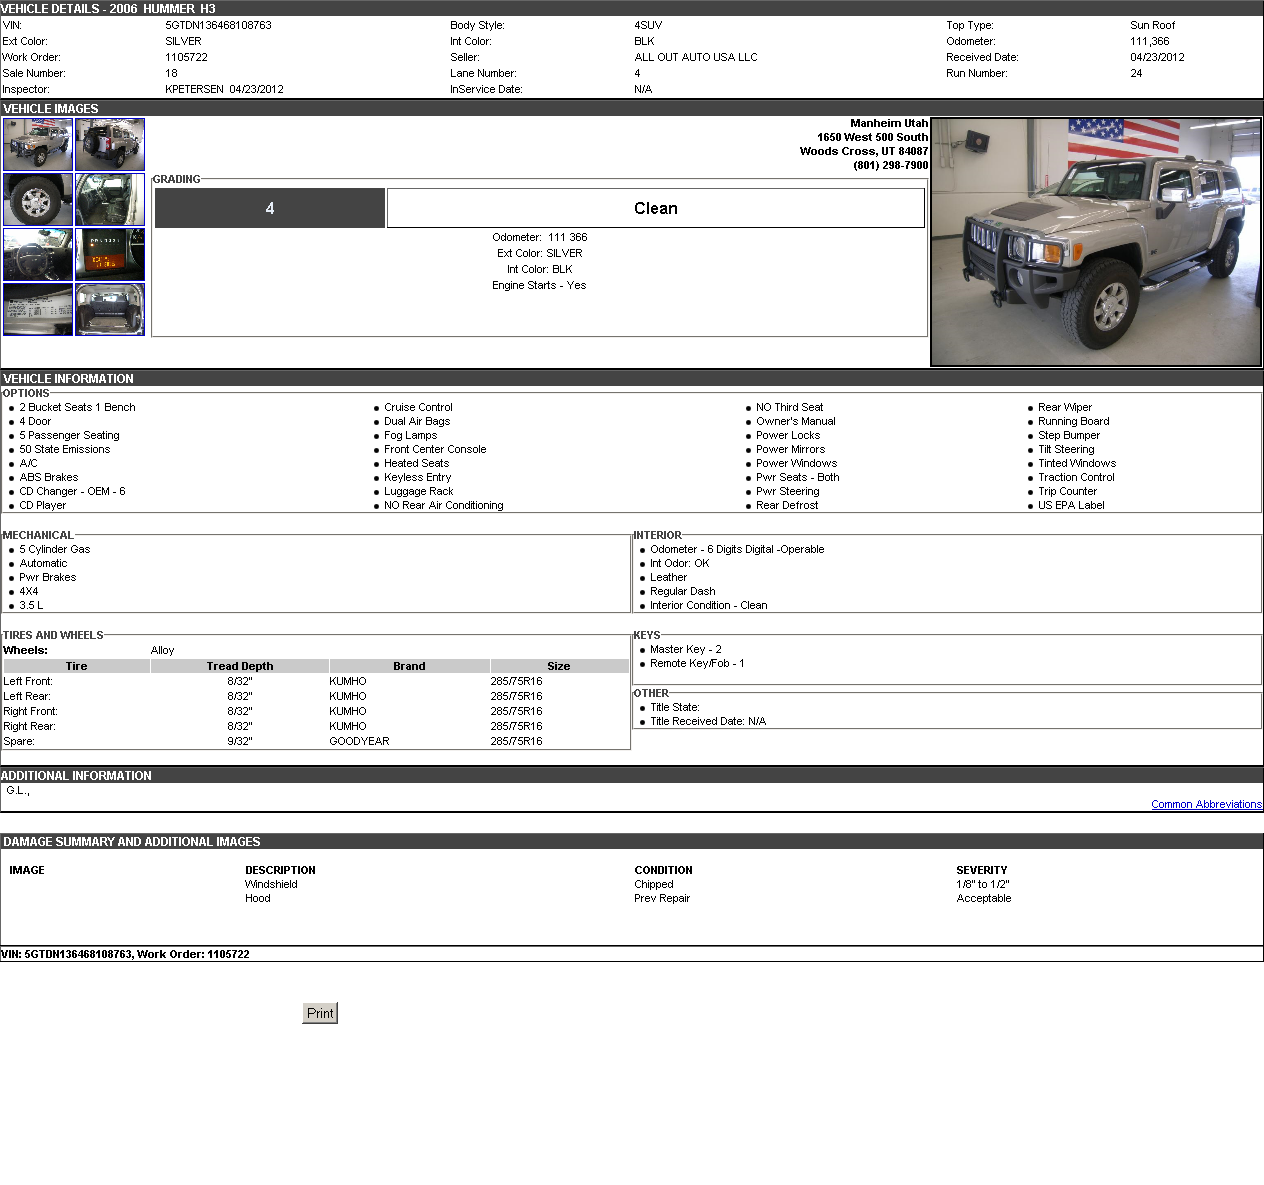 VEHICLE DETAILS - 2006 HUMMER H3
VIN: 5GTDN136468108763 Body Style: 4SUV Top Type: Sun Roof
Ext Color: SILVER Int Color: BLK Odometer: 111,366
Work Order: 1105722 Seller: ALL OUT AUTO USA LLC Received Date: 04/23/2012
Sale Number: 18 Lane Number: 4 Run Number: 24
Inspector: KPETERSEN 04/23/2012 InService Date: N/A
VEHICLE IMAGES
Manheim Utah
1650 West 500 South
Woods Cross, UT 84087
(801) 298-7900
GRADING
4 Clean
Odometer: 111 366
Ext Color: SILVER
Int Color: BLK
Engine Starts - Yes
VEHICLE INFORMATION
OPTIONS
2 Bucket Seats 1 Bench Cruise Control NO Third Seat Rear Wiper
4 Door Dual Air Bags Owner's Manual Running Board
5 Passenger Seating Fog Lamps Power Locks Step Bumper
50 State Emissions Front Center Console Power Mirrors Tilt Steering
A/C Heated Seats Power Windows Tinted Windows
ABS Brakes Keyless Entry Pwr Seats - Both Traction Control
CD Changer - OEM - 6 Luggage Rack Pwr Steering Trip Counter
CD Player NO Rear Air Conditioning Rear Defrost US EPA Label
MECHANICAL
5 Cylinder Gas
Automatic
Pwr Brakes
4X4
3.5 L
INTERIOR
Odometer - 6 Digits Digital -Operable
Int Odor: OK
Leather
Regular Dash
Interior Condition - Clean
TIRES AND WHEELS
Wheels: Alloy
Tire Tread Depth Brand Size
Left Front: 8/32" KUMHO 285/75R16
Left Rear: 8/32" KUMHO 285/75R16
Right Front: 8/32" KUMHO 285/75R16
Right Rear: 8/32" KUMHO 285/75R16
Spare: 9/32" GOODYEAR 285/75R16
KEYS
Master Key - 2
Remote Key/Fob - 1
OTHER
Title State:
Title Received Date: N/A
ADDITIONAL INFORMATION
G.L.,
Common Abbreviations
DAMAGE SUMMARY AND ADDITIONAL IMAGES
IMAGE DESCRIPTION CONDITION SEVERITY
Windshield Chipped 1/8" to 1/2"
Hood Prev Repair Acceptable
VIN: 5GTDN136468108763, Work Order: 1105722
Print